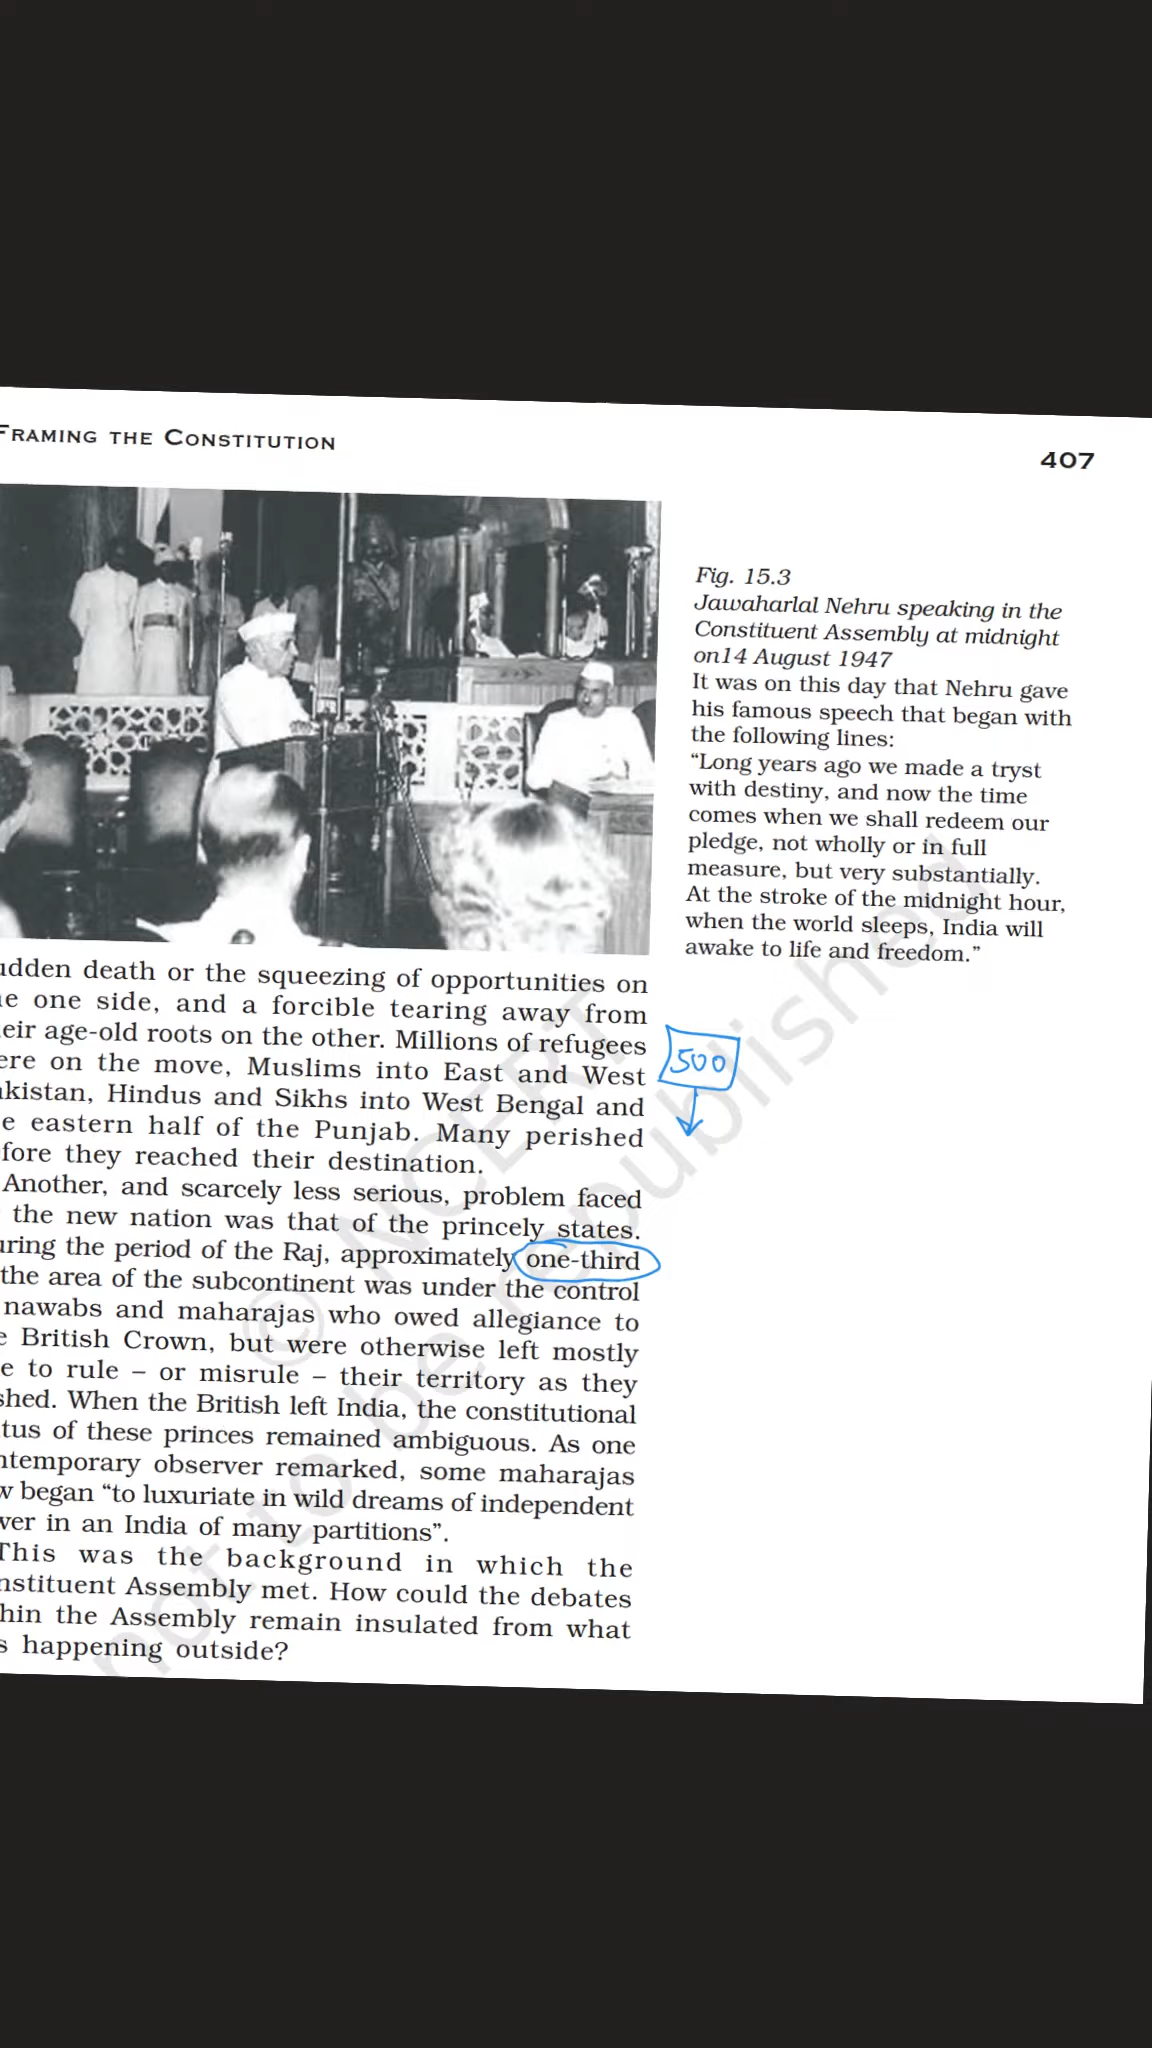 FRAMING THE CONSTITUTION
407
Fig. 15.3
Jawaharlal Nehru speaking in the
Constituent Assembly at midnight
on14 August 1947
It was on this day that Nehru gave
his famous speech that began with
the following lines:
“Long years ago we made a tryst
with destiny, and now the time
comes when we shall redeem our
pledge, not wholly or in full
measure, but very substantially.
At the stroke of the midnight hour,
when the world sleeps, India will
awake to life and freedom.”
udden death or the squeezing of opportunities on
e one side, and a forcible tearing away from
eir age-old roots on the other. Millions of refugees
ere on the move, Muslims into East and West
akistan, Hindus and Sikhs into West Bengal and
e eastern half of the Punjab. Many perished
fore they reached their destination.
500
Another, and scarcely less serious, problem faced
the new nation was that of the princely states.
uring the period of the Raj, approximately one-third
the area of the subcontinent was under the control
nawabs and maharajas who owed allegiance to
e British Crown, but were otherwise left mostly
e to rule – or misrule – their territory as they
shed. When the British left India, the constitutional
tus of these princes remained ambiguous. As one
ntemporary observer remarked, some maharajas
w began “to luxuriate in wild dreams of independent
wer in an India of many partitions”.
This was the background in which the
nstituent Assembly met. How could the debates
hin the Assembly remain insulated from what
s happening outside?
© NCERT
not to be republished